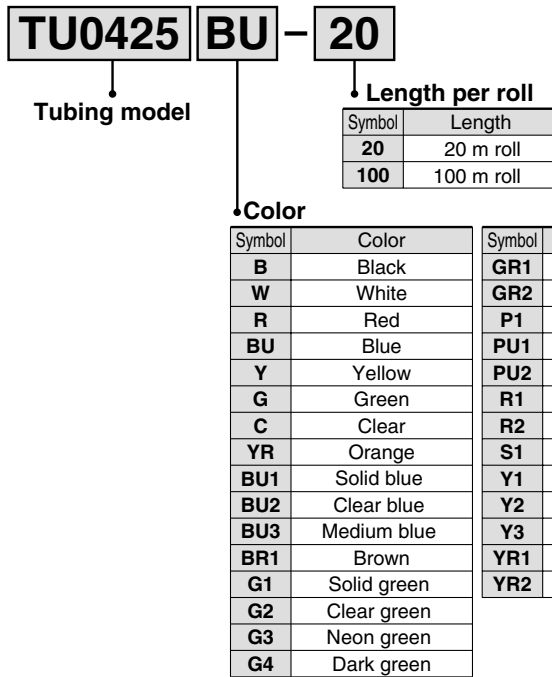 TU0425 BU – 20
Tubing model
Length per roll
Symbol Length
20 20 m roll
100 100 m roll
Color
Symbol Color
B Black
W White
R Red
BU Blue
Y Yellow
G Green
C Clear
YR Orange
BU1 Solid blue
BU2 Clear blue
BU3 Medium blue
BR1 Brown
G1 Solid green
G2 Clear green
G3 Neon green
G4 Dark green
Symbol
GR1
GR2
P1
PU1
PU2
R1
R2
S1
Y1
Y2
Y3
YR1
YR2